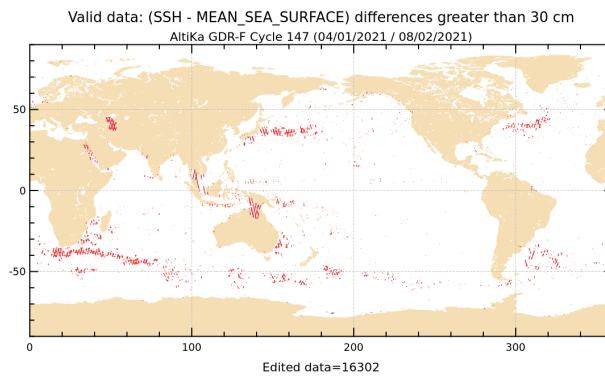 Valid data: (SSH - MEAN_SEA_SURFACE) differences greater than 30 cm
AltiKa GDR-F Cycle 147 (04/01/2021 / 08/02/2021)
50
0
-50
0 100 200 300
Edited data=16302